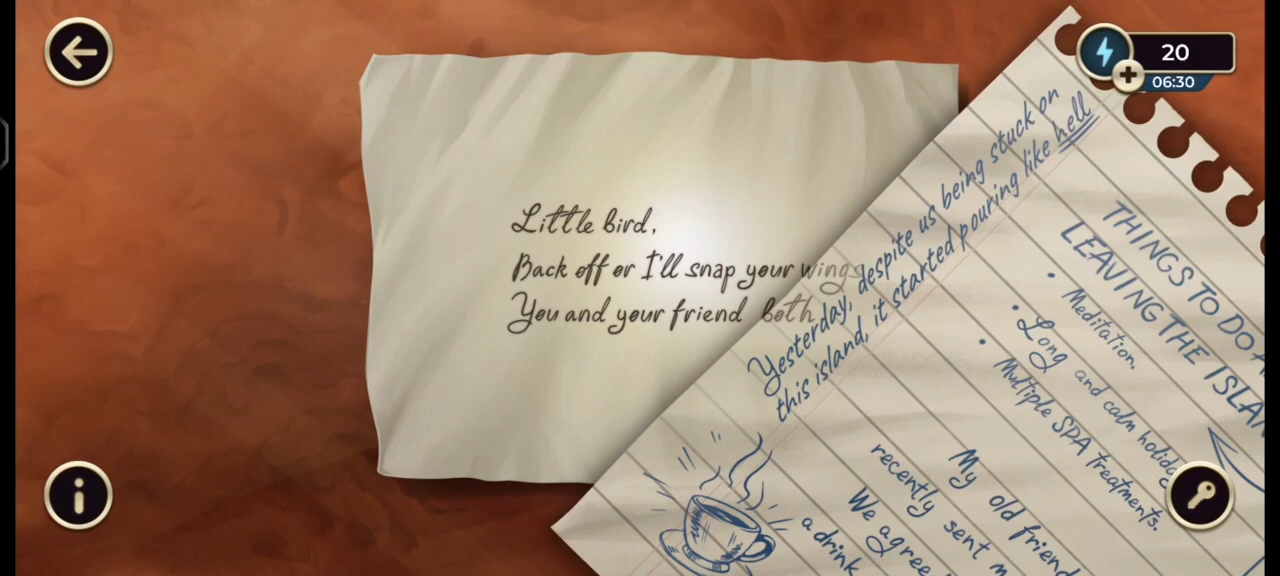 20
06:30
Little bird,
Back off or I'll snap your wings
You and your friend both
Yesterday, despite us being stuck on
this island, it started pouring like hell
THINGS TO DO
LEAVING THE
• Meditation.
• Long and calm
• Multiple SPA treatments.
My old friend
recently sent
We agree
a drink